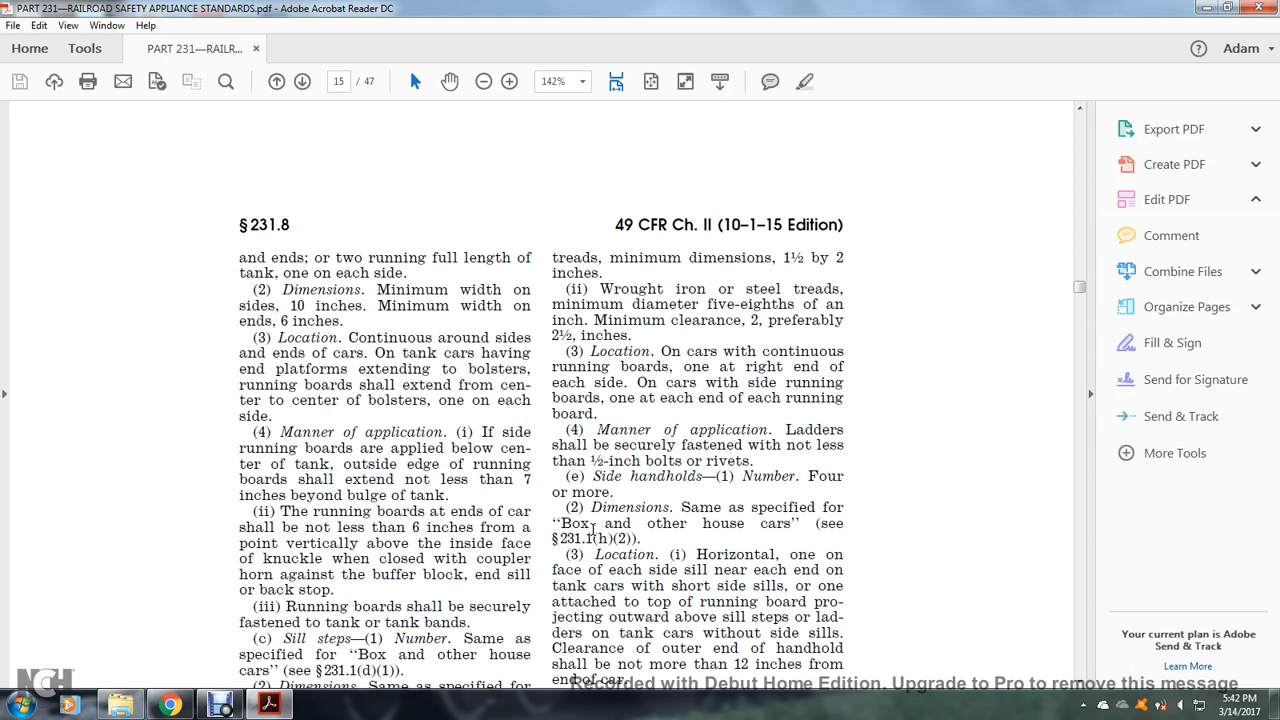 PART 231—RAILROAD SAFETY APPLIANCE STANDARDS.pdf - Adobe Acrobat Reader DC
File Edit View Window Help
Home Tools PART 231—RAILR... × Adam
15 / 47 142%
§ 231.8
49 CFR Ch. II (10–1–15 Edition)
and ends; or two running full length of
tank, one on each side.
(2) Dimensions. Minimum width on
sides, 10 inches. Minimum width on
ends, 6 inches.
(3) Location. Continuous around sides
and ends of cars. On tank cars having
end platforms extending to bolsters,
running boards shall extend from cen-
ter to center of bolsters, one on each
side.
(4) Manner of application. (i) If side
running boards are applied below cen-
ter of tank, outside edge of running
boards shall extend not less than 7
inches beyond bulge of tank.
(ii) The running boards at ends of car
shall be not less than 6 inches from a
point vertically above the inside face
of knuckle when closed with coupler
horn against the buffer block, end sill
or back stop.
(iii) Running boards shall be securely
fastened to tank or tank bands.
(c) Sill steps—(1) Number. Same as
specified for ‘‘Box and other house
cars’’ (see § 231.1(d)(1)).
(2) Dimensions. Same as specified for
treads, minimum dimensions, 1½ by 2
inches.
(ii) Wrought iron or steel treads,
minimum diameter five-eighths of an
inch. Minimum clearance, 2, preferably
2½, inches.
(3) Location. On cars with continuous
running boards, one at right end of
each side. On cars with side running
boards, one at each end of each running
board.
(4) Manner of application. Ladders
shall be securely fastened with not less
than ½-inch bolts or rivets.
(e) Side handholds—(1) Number. Four
or more.
(2) Dimensions. Same as specified for
‘‘Box and other house cars’’ (see
§ 231.1(h)(2)).
(3) Location. (i) Horizontal, one on
face of each side sill near each end on
tank cars with short side sills, or one
attached to top of running board pro-
jecting outward above sill steps or lad-
ders on tank cars without side sills.
Clearance of outer end of handhold
shall be not more than 12 inches from
end of car.
Export PDF
Create PDF
Edit PDF
Comment
Combine Files
Organize Pages
Fill & Sign
Send for Signature
Send & Track
More Tools
Your current plan is Adobe
Send & Track
Learn More
NCH
Recorded with Debut Home Edition. Upgrade to Pro to remove this message
5:42 PM
3/14/2017